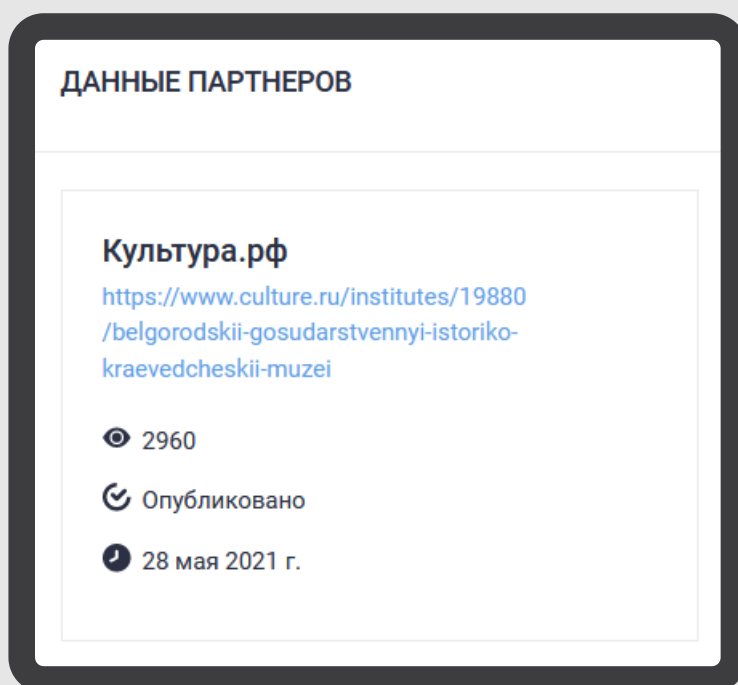 ДАННЫЕ ПАРТНЕРОВ
Культура.рф
https://www.culture.ru/institutes/19880
/belgorodskii-gosudarstvennyi-istoriko-
kraevedcheskii-muzei
2960
Опубликовано
28 мая 2021 г.